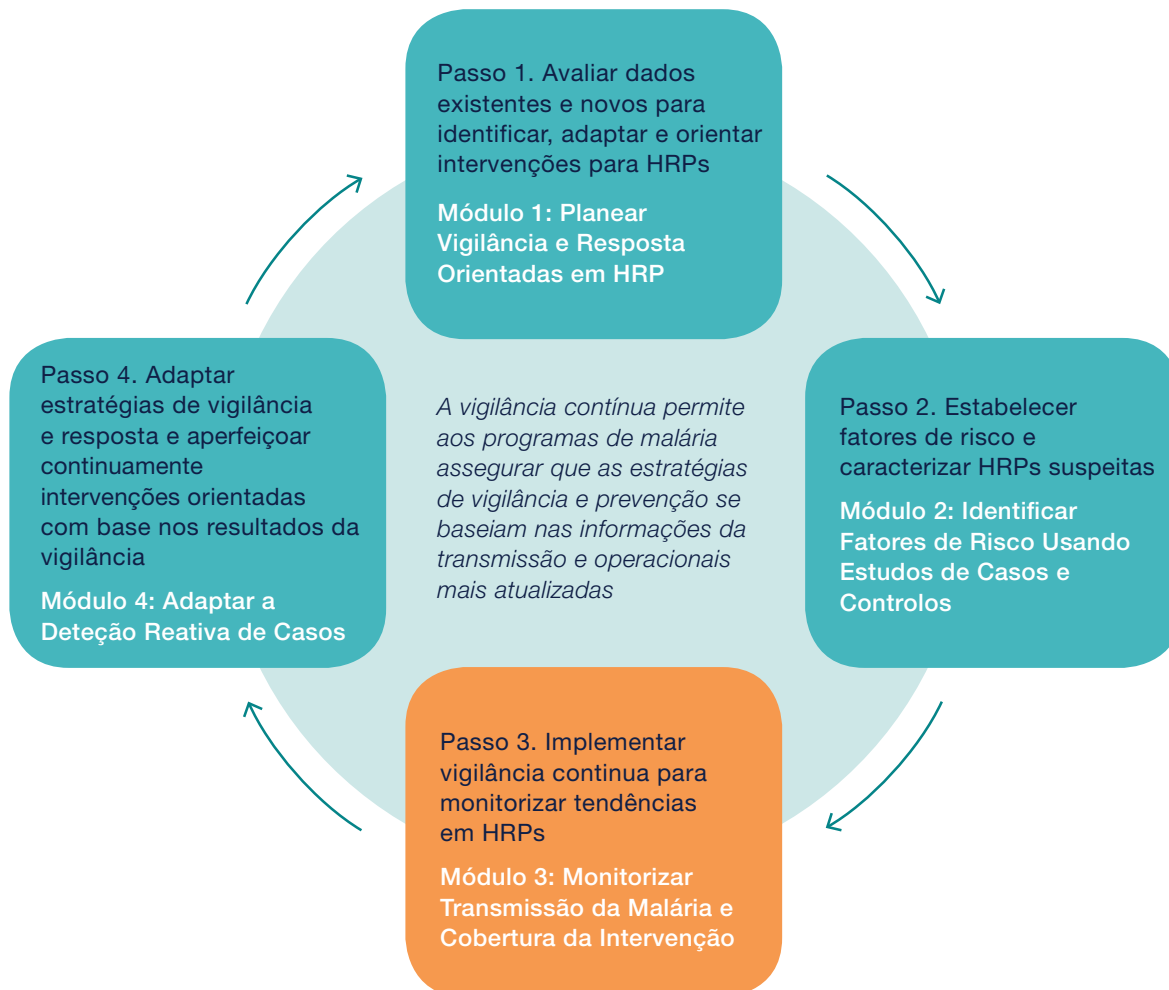 Passo 1. Avaliar dados
existentes e novos para
identificar, adaptar e orientar
intervenções para HRPs
Módulo 1: Planear
Vigilância e Resposta
Orientadas em HRP
Passo 2. Estabelecer
fatores de risco e
caracterizar HRPs suspeitas
Módulo 2: Identificar
Fatores de Risco Usando
Estudos de Casos e
Controlos
Passo 3. Implementar
vigilância continua para
monitorizar tendências
em HRPs
Módulo 3: Monitorizar
Transmissão da Malária e
Cobertura da Intervenção
Passo 4. Adaptar
estratégias de vigilância
e resposta e aperfeiçoar
continuamente
intervenções orientadas
com base nos resultados da
vigilância
Módulo 4: Adaptar a
Deteção Reativa de Casos
A vigilância contínua permite
aos programas de malária
assegurar que as estratégias
de vigilância e prevenção se
baseiam nas informações da
transmissão e operacionais
mais atualizadas